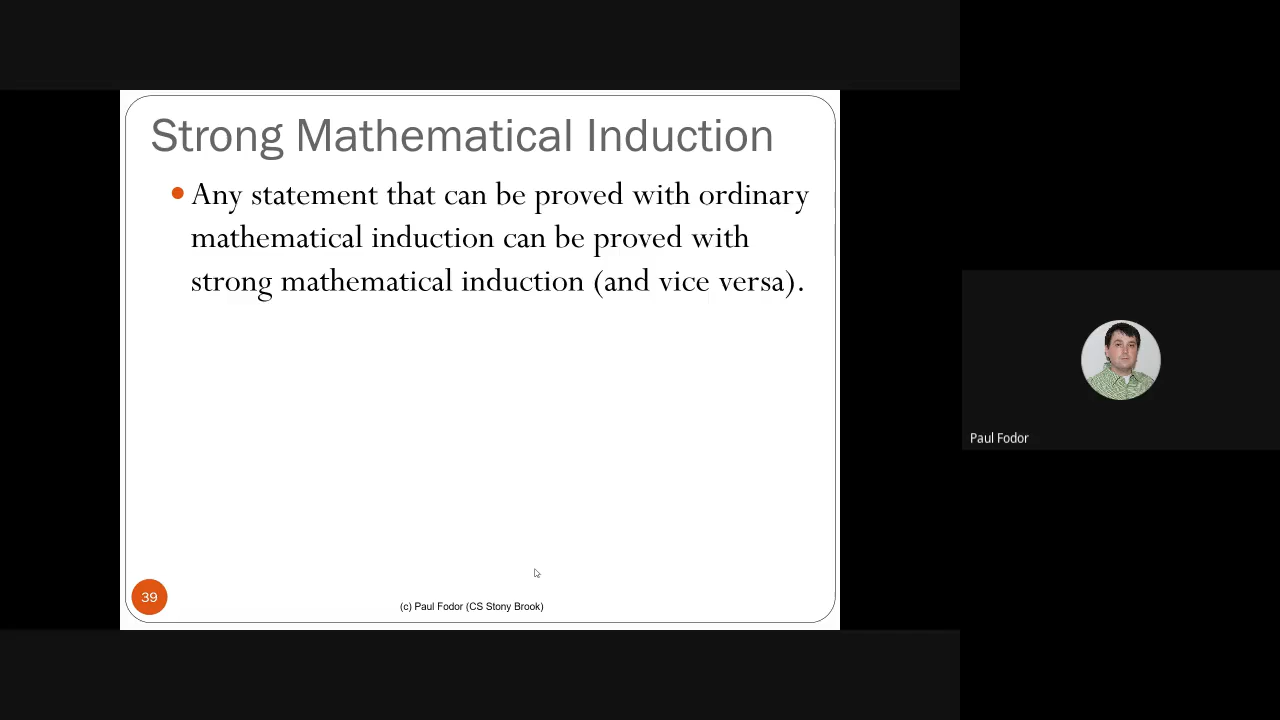 Strong Mathematical Induction
Any statement that can be proved with ordinary
mathematical induction can be proved with
strong mathematical induction (and vice versa).
39
(c) Paul Fodor (CS Stony Brook)
Paul Fodor